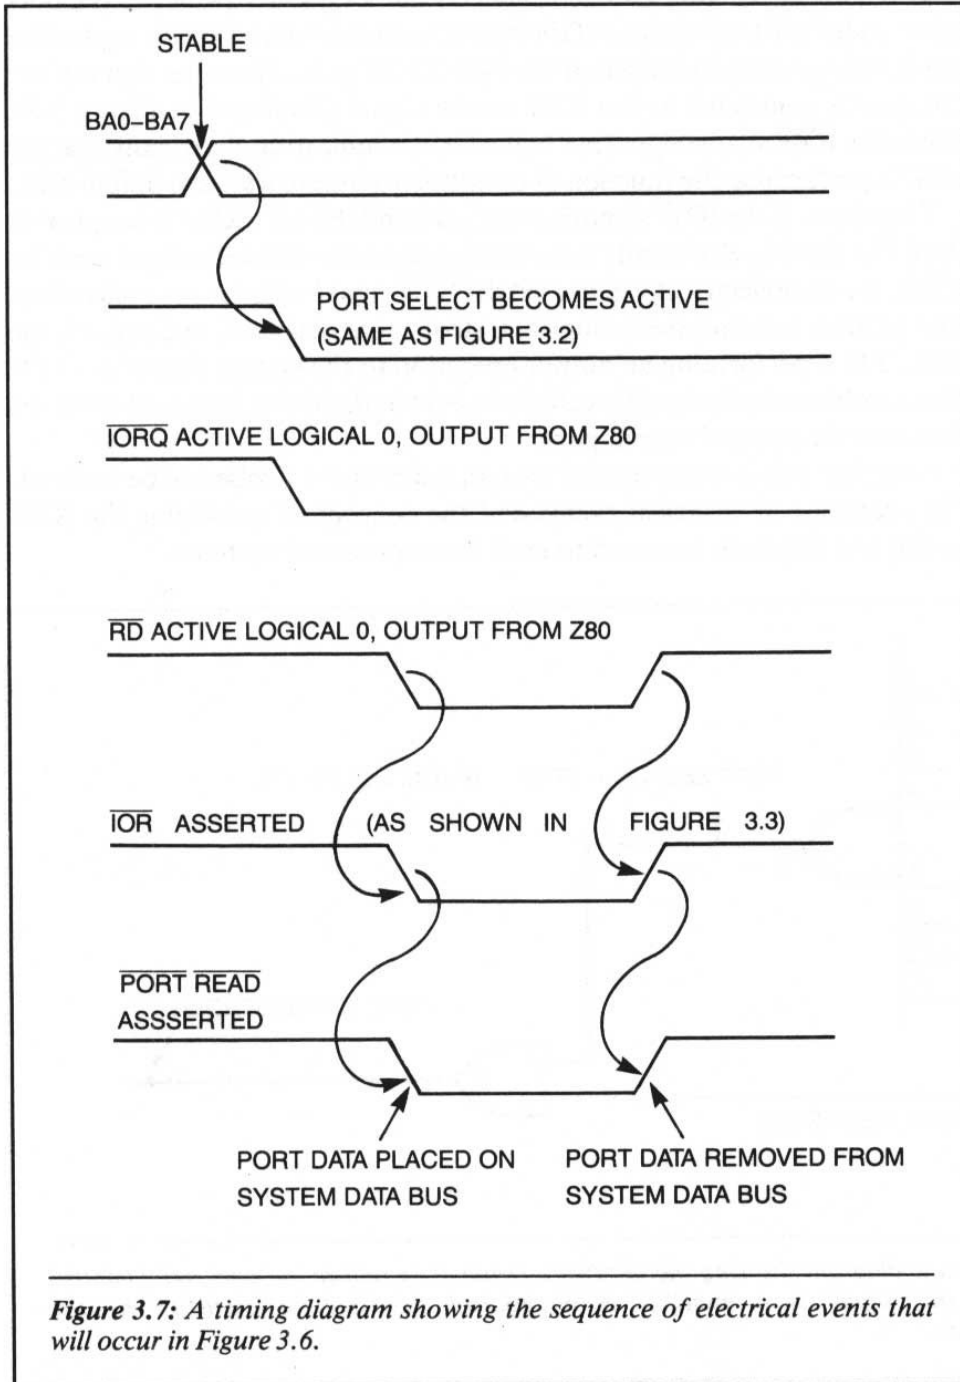 STABLE
BA0–BA7
PORT SELECT BECOMES ACTIVE
(SAME AS FIGURE 3.2)
IORQ ACTIVE LOGICAL 0, OUTPUT FROM Z80
RD ACTIVE LOGICAL 0, OUTPUT FROM Z80
IOR ASSERTED (AS SHOWN IN FIGURE 3.3)
PORT READ
ASSSERTED
PORT DATA PLACED ON
SYSTEM DATA BUS
PORT DATA REMOVED FROM
SYSTEM DATA BUS
Figure 3.7: A timing diagram showing the sequence of electrical events that
will occur in Figure 3.6.